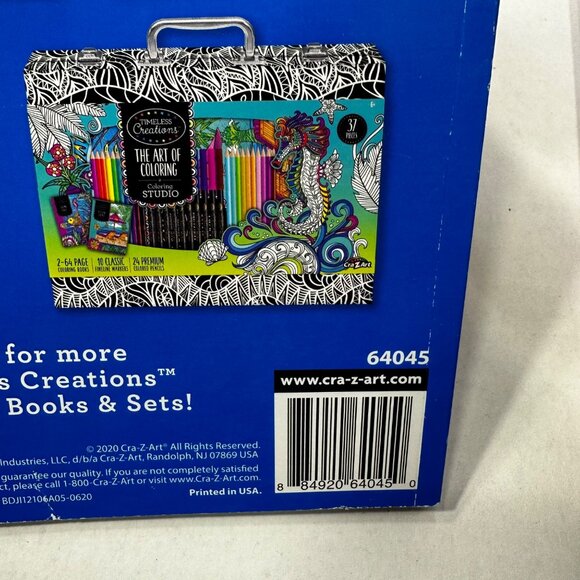 TIMELESS
Creations™
THE ART OF
COLORING
Coloring
STUDIO
6+
37
PIECES
2-64 PAGE
COLORING BOOKS
10 CLASSIC
FINELINE MARKERS
24 PREMIUM
COLORED PENCILS
Cra-Z-Art
for more
s Creations™
Books & Sets!
64045
www.cra-z-art.com
8 84920 64045 0
© 2020 Cra-Z-Art® All Rights Reserved.
Industries, LLC, d/b/a Cra-Z-Art, Randolph, NJ 07869 USA
guarantee our quality. If you are not completely satisfied
ct, please call 1-800-Cra-Z-Art or visit www.Cra-Z-Art.com.
BDJI12106A05-0620
Printed in USA.